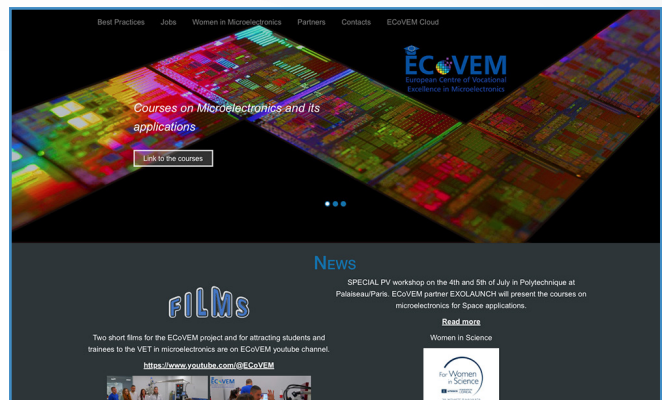 Best Practices Jobs Women in Microelectronics Partners Contacts ECoVEM Cloud
ECoVEM
European Centre of Vocational
Excellence in Microelectronics
Courses on Microelectronics and its
applications
Link to the courses
News
FILMs
Two short films for the ECoVEM project and for attracting students and
trainees to the VET in microelectronics are on ECoVEM youtube channel.
https://www.youtube.com/@ECoVEM
ECoVEM
SPECIAL PV workshop on the 4th and 5th of July in Polytechnique at
Palaiseau/Paris. ECoVEM partner EXOLAUNCH will present the courses on
microelectronics for Space applications.
Read more
Women in Science
For Women
in Science